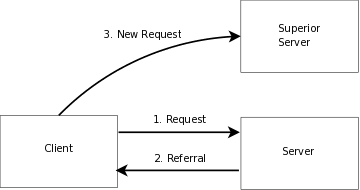 3. New Request
Superior
Server
1. Request
Client
Server
2. Referral